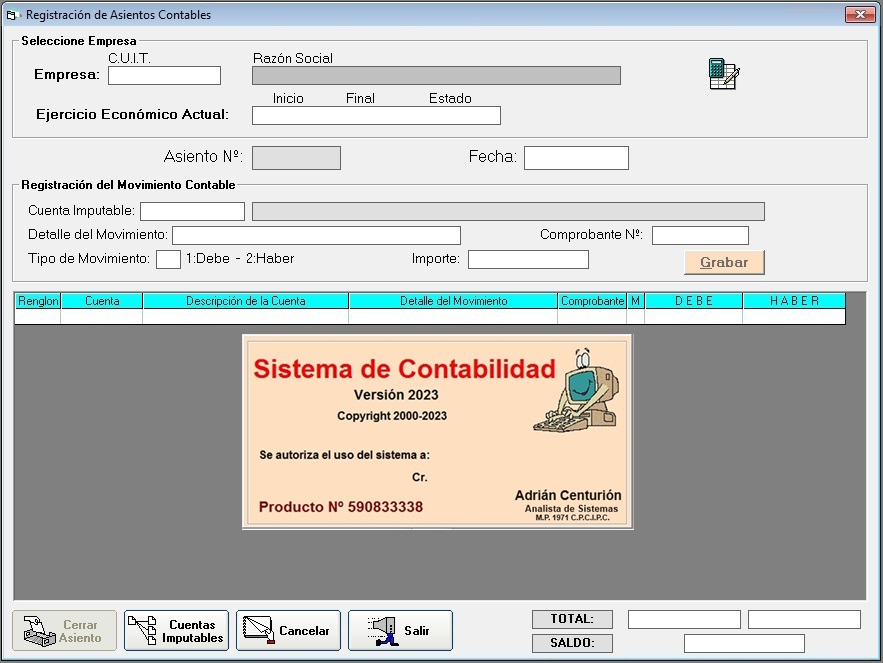 Registración de Asientos Contables
Seleccione Empresa
C.U.I.T. Razón Social
Empresa:
Inicio Final Estado
Ejercicio Económico Actual:
Asiento Nº: Fecha:
Registración del Movimiento Contable
Cuenta Imputable:
Detalle del Movimiento: Comprobante Nº:
Tipo de Movimiento: 1:Debe - 2:Haber Importe: Grabar
Renglon Cuenta Descripción de la Cuenta Detalle del Movimiento Comprobante M D E B E H A B E R
Sistema de Contabilidad
Versión 2023
Copyright 2000-2023
Se autoriza el uso del sistema a:
Cr.
Producto Nº 590833338
Adrián Centurión
Analista de Sistemas
M.P. 1971 C.P.C.I.P.C.
Cerrar Asiento
Cuentas Imputables
Cancelar
Salir
TOTAL:
SALDO: